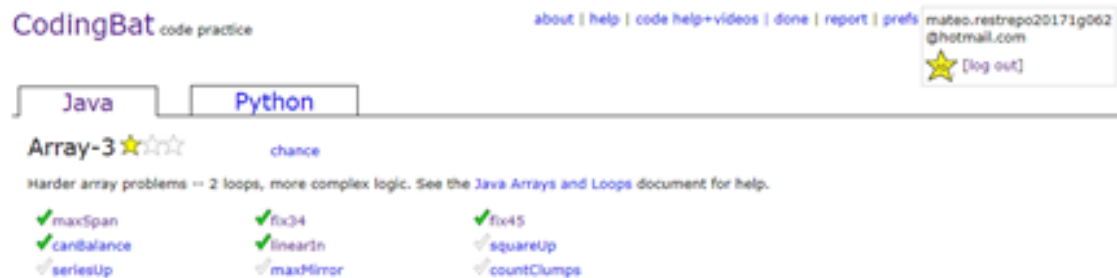 CodingBat code practice
about | help | code help+videos | done | report | prefs
mateo.restrepo20171g062
@hotmail.com
[log out]
Java Python
Array-3 chance
Harder array problems -- 2 loops, more complex logic. See the Java Arrays and Loops document for help.
maxSpan fix34 fix45
canBalance linearIn squareUp
seriesUp maxMirror countClumps